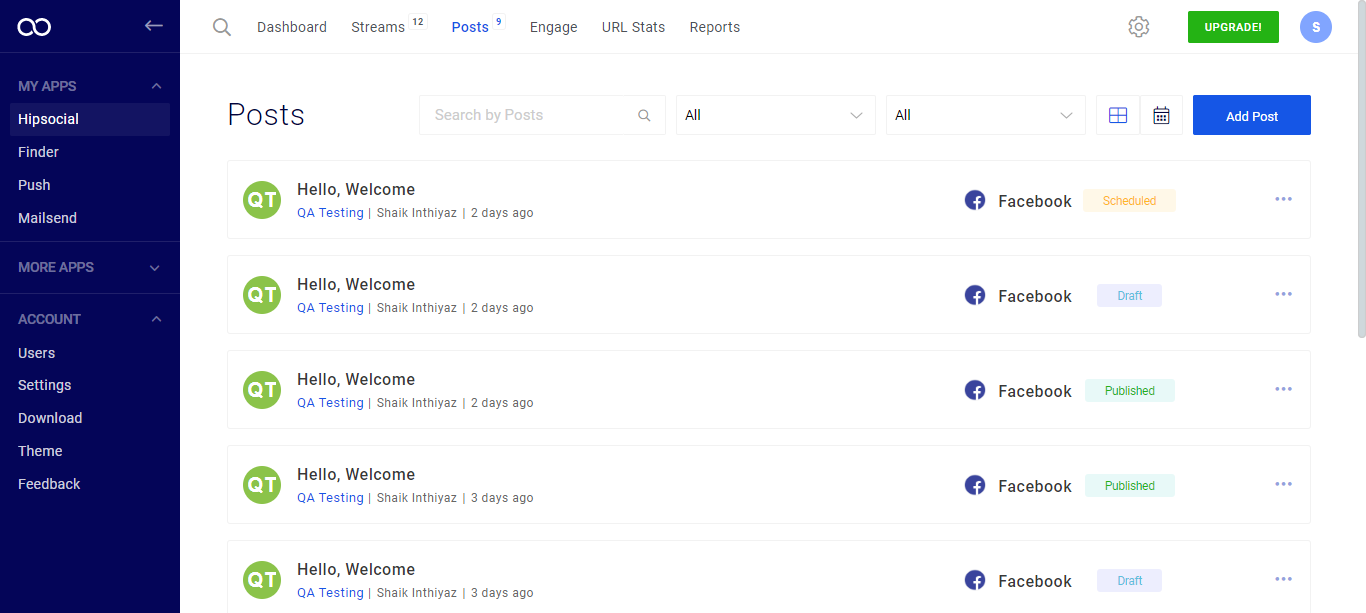 Dashboard Streams 12 Posts 9 Engage URL Stats Reports UPGRADE! S
MY APPS
Hipsocial
Finder
Push
Mailsend
MORE APPS
ACCOUNT
Users
Settings
Download
Theme
Feedback
Posts Search by Posts All All Add Post
QT Hello, Welcome
QA Testing | Shaik Inthiyaz | 2 days ago
Facebook Scheduled
QT Hello, Welcome
QA Testing | Shaik Inthiyaz | 2 days ago
Facebook Draft
QT Hello, Welcome
QA Testing | Shaik Inthiyaz | 2 days ago
Facebook Published
QT Hello, Welcome
QA Testing | Shaik Inthiyaz | 3 days ago
Facebook Published
QT Hello, Welcome
QA Testing | Shaik Inthiyaz | 3 days ago
Facebook Draft